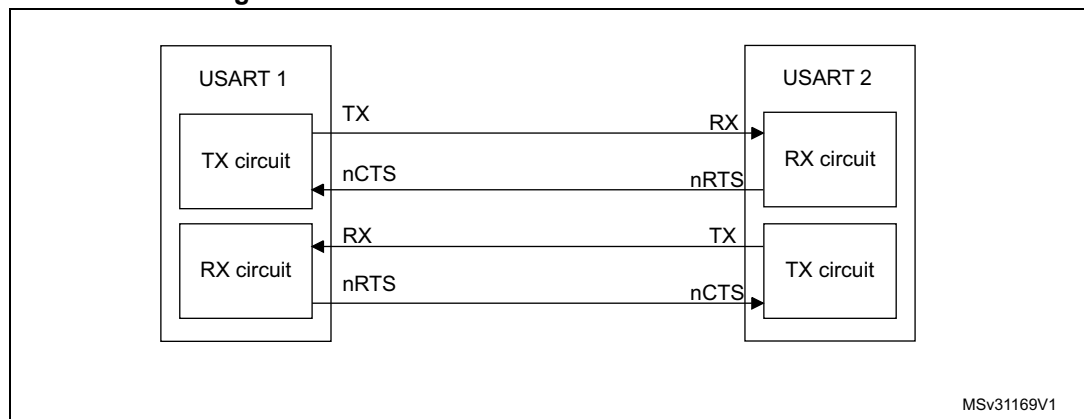 USART 1
USART 2
TX circuit
TX
RX
RX circuit
nCTS
nRTS
RX circuit
RX
TX
TX circuit
nRTS
nCTS
MSv31169V1